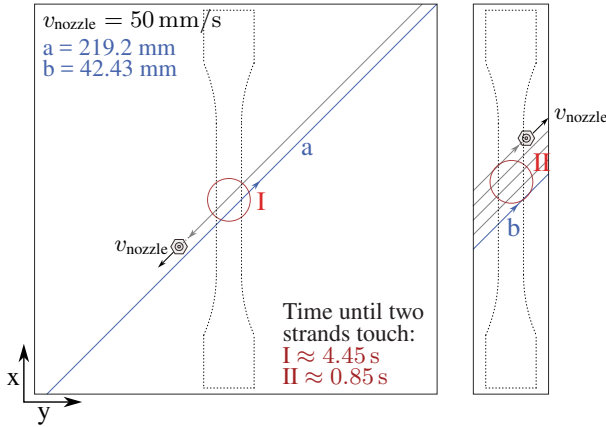 v_nozzle = 50 mm/s
a = 219.2 mm
b = 42.43 mm
a
I
v_nozzle
Time until two
strands touch:
I ≈ 4.45 s
II ≈ 0.85 s
x
y
v_nozzle
II
b